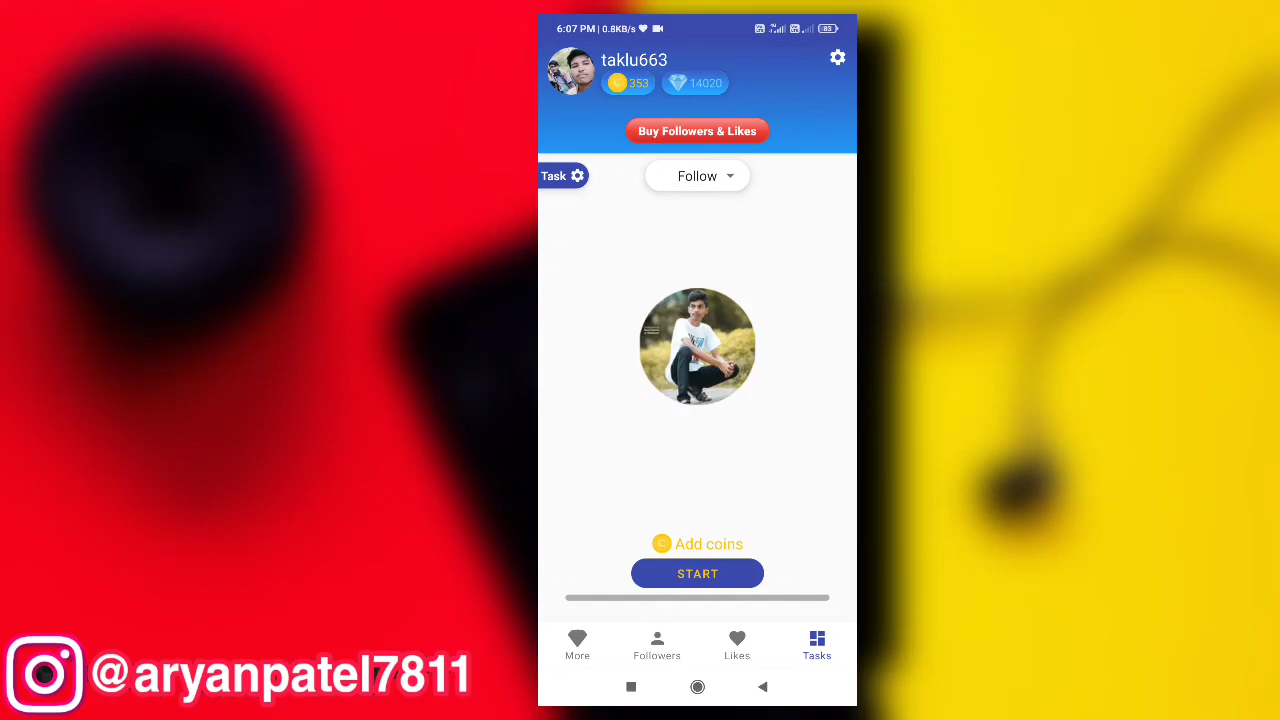 6:07 PM | 0.8KB/s
83
taklu663
353
14020
Buy Followers & Likes
Task
Follow
Add coins
START
More
Followers
Likes
Tasks
@aryanpatel7811